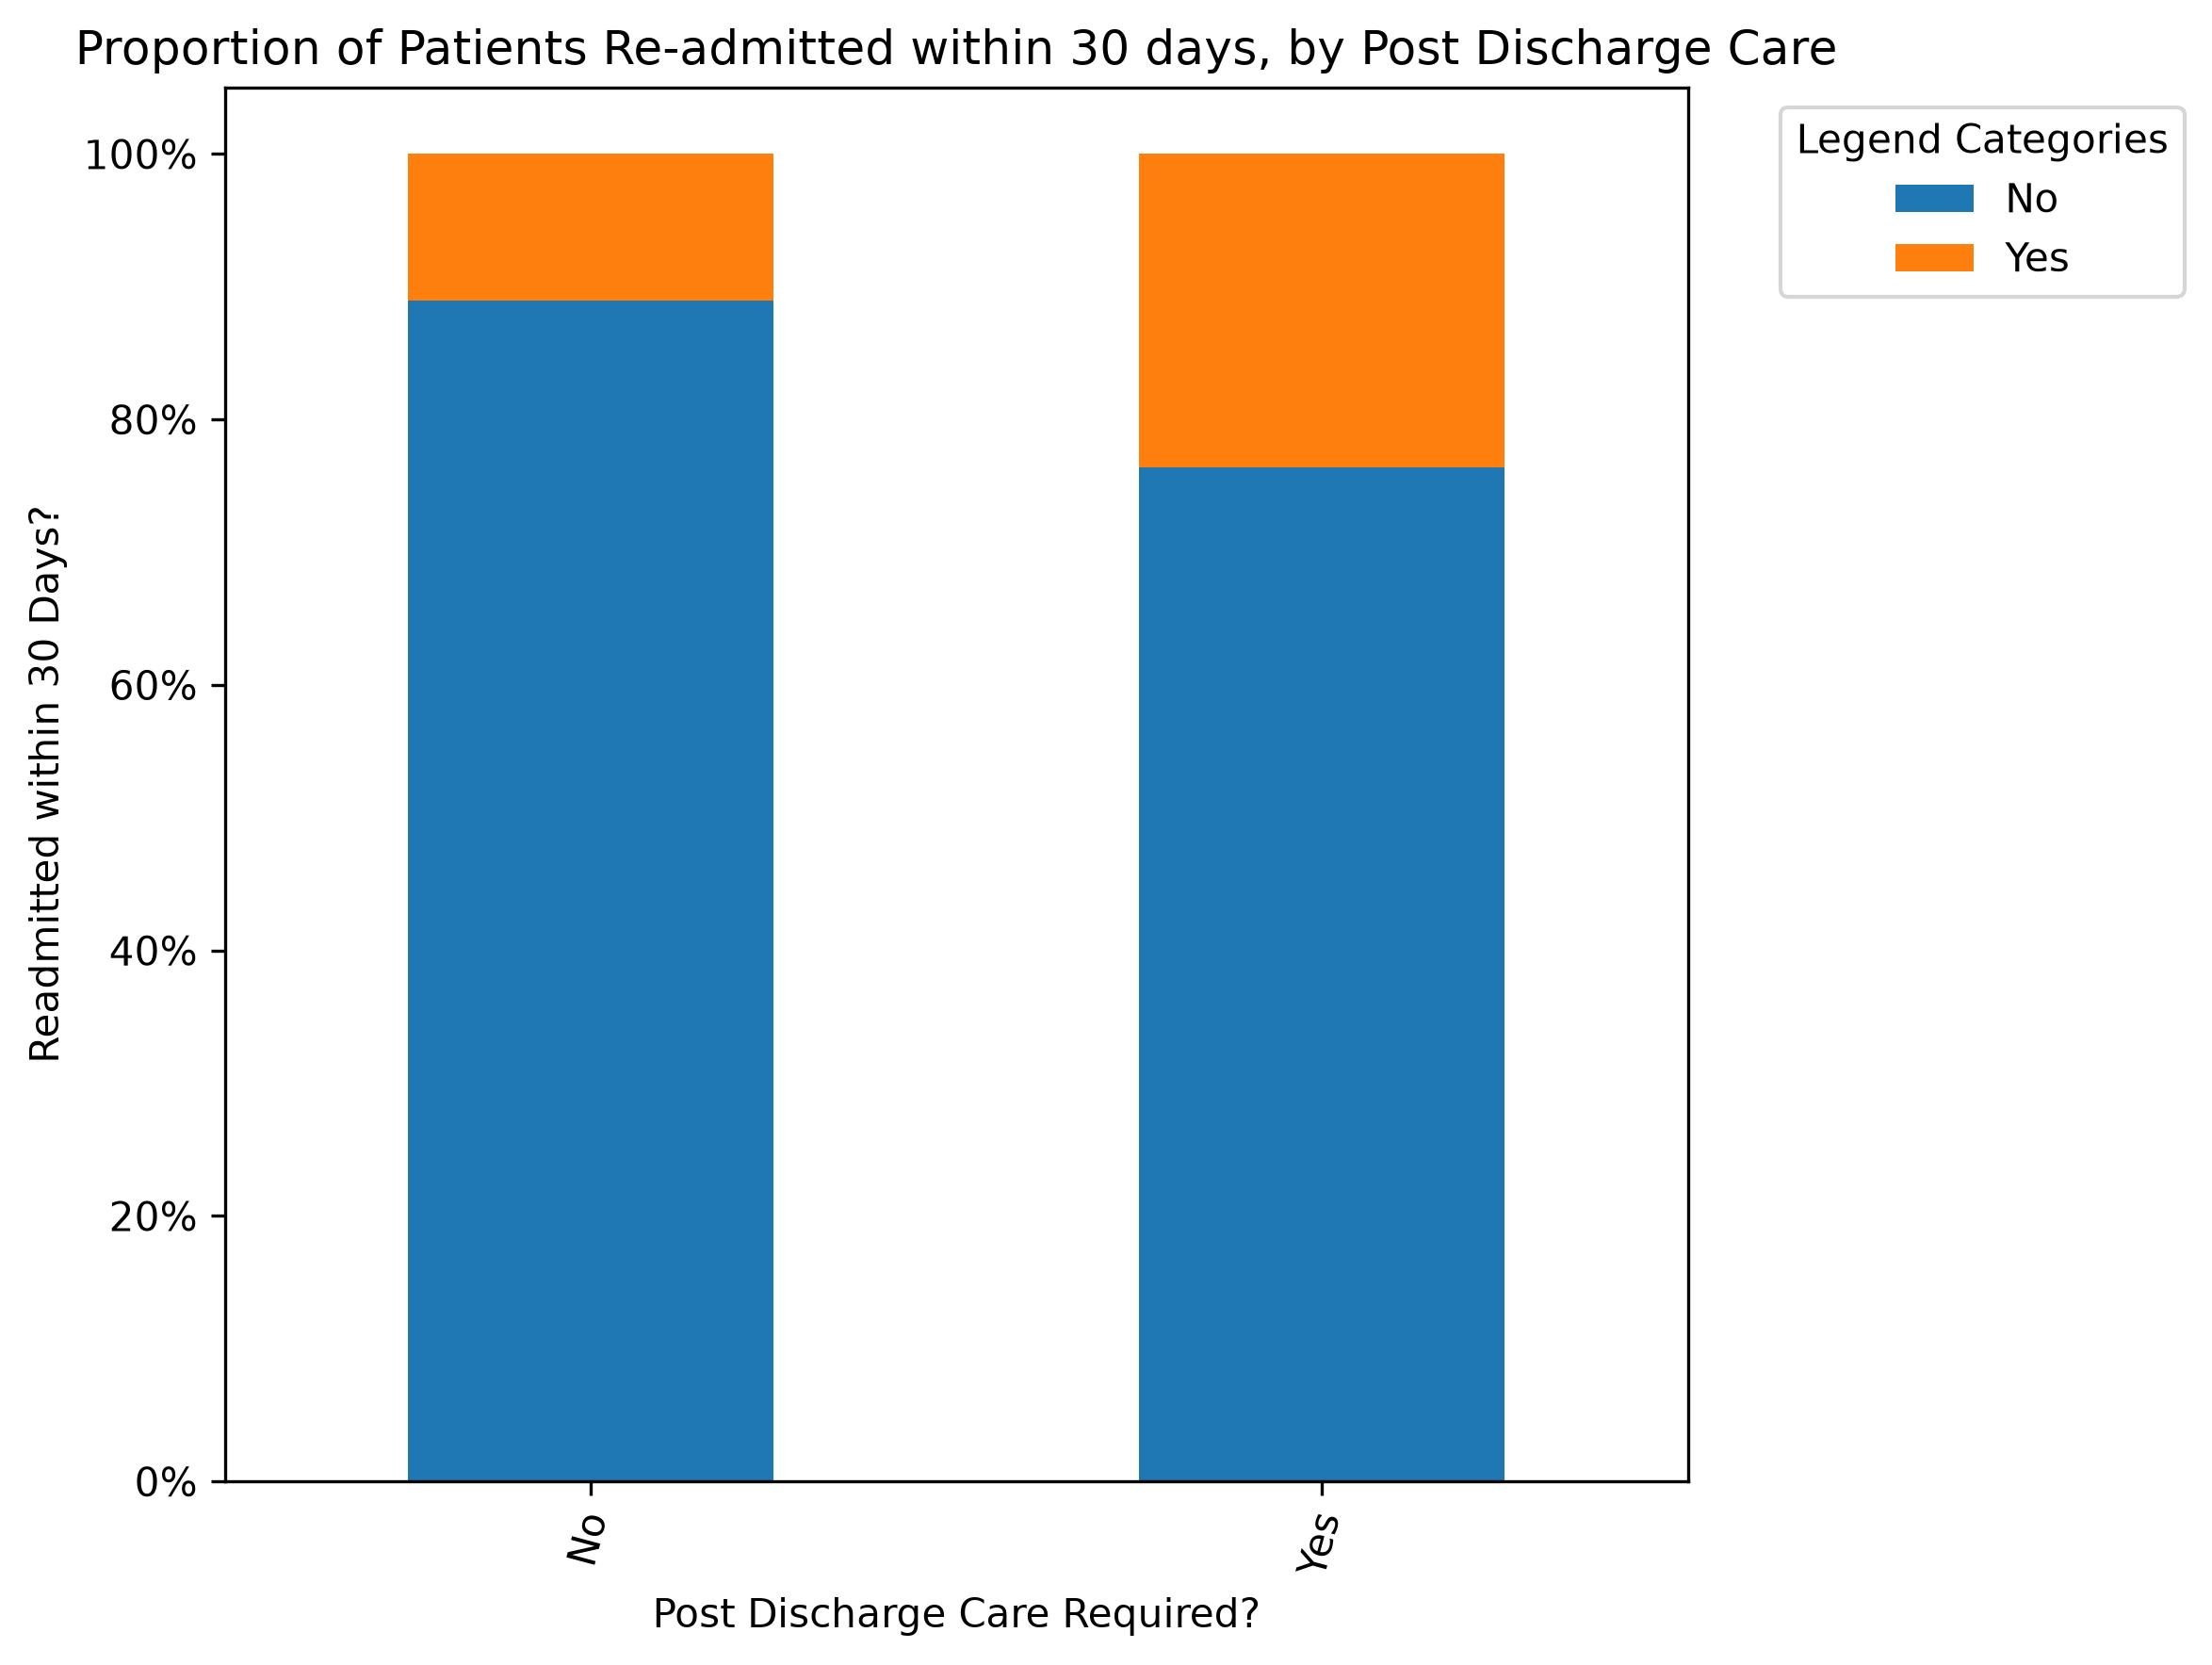 Proportion of Patients Re-admitted within 30 days, by Post Discharge Care
Legend Categories
No
Yes
Readmitted within 30 Days?
100%
80%
60%
40%
20%
0%
No
Yes
Post Discharge Care Required?